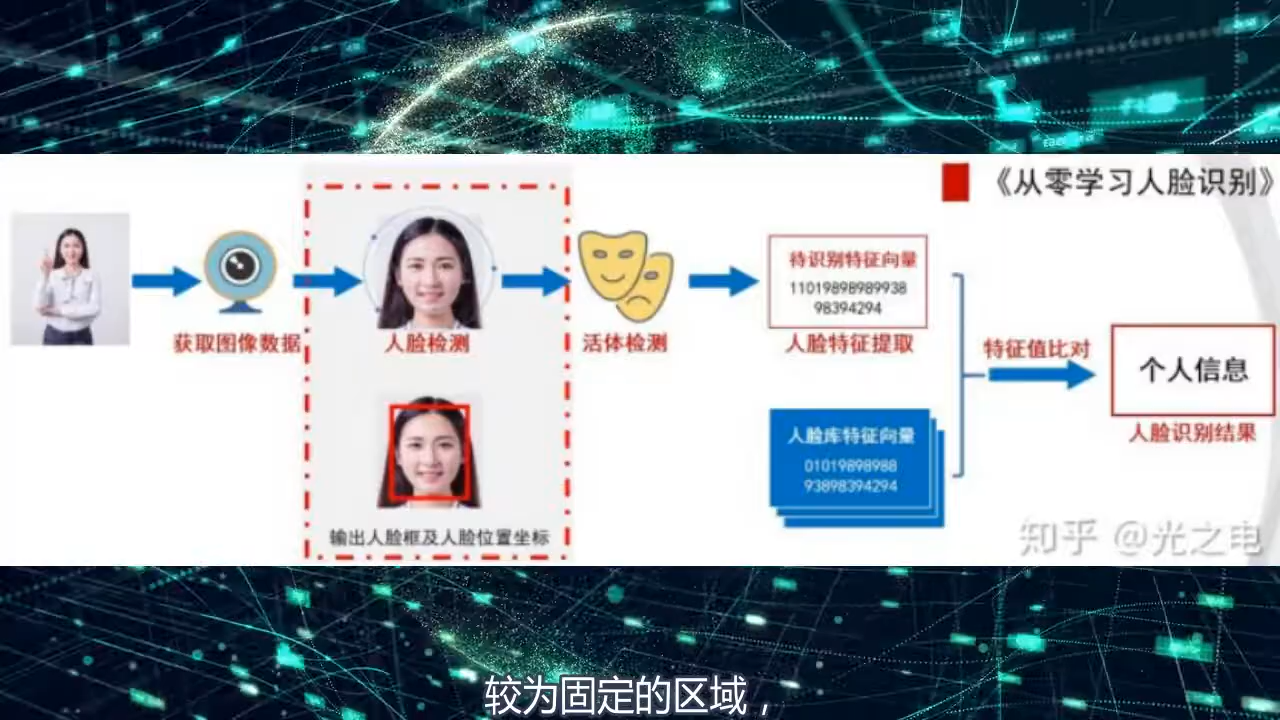 《从零学习人脸识别》
获取图像数据
人脸检测
输出人脸框及人脸位置坐标
活体检测
待识别特征向量
11019898989938
98394294
人脸特征提取
人脸库特征向量
01019898988
93898394294
特征值比对
个人信息
人脸识别结果
知乎 @光之电
较为固定的区域，